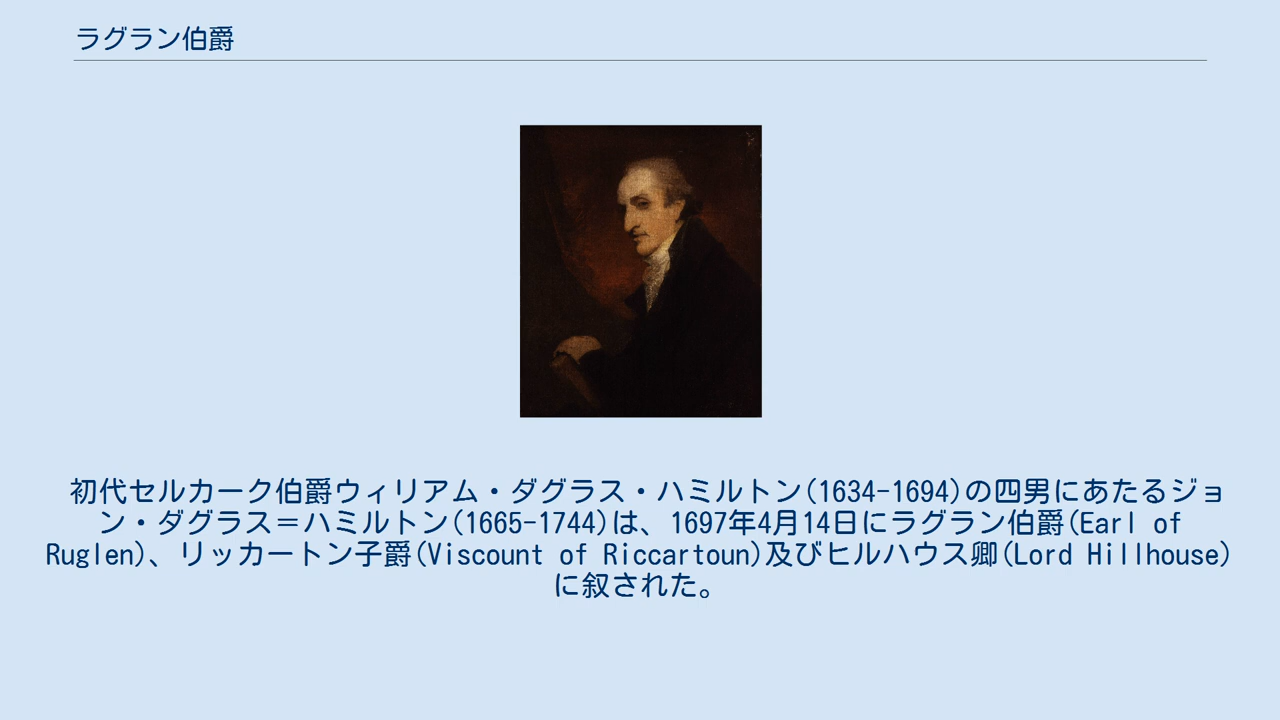 ラグラン伯爵
初代セルカーク伯爵ウィリアム・ダグラス・ハミルトン(1634-1694)の四男にあたるジョ
ン・ダグラス＝ハミルトン(1665-1744)は、1697年4月14日にラグラン伯爵(Earl of
Ruglen)、リッカートン子爵(Viscount of Riccartoun)及びヒルハウス卿(Lord Hillhouse)
に叙された。